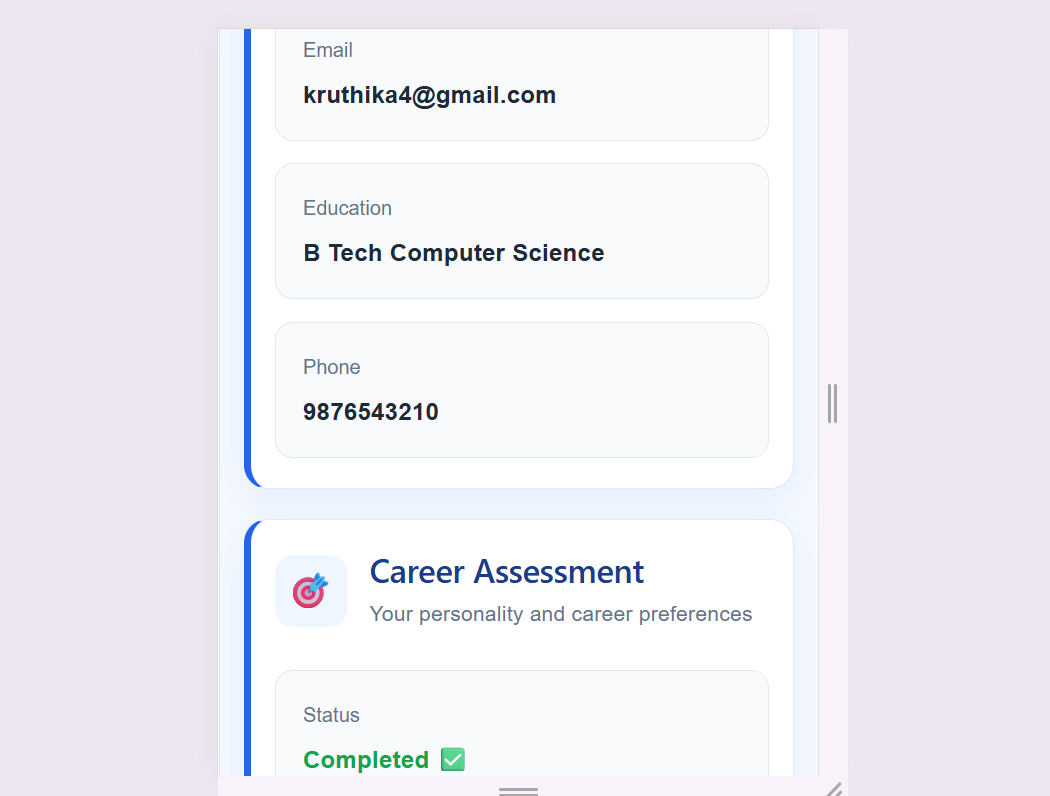 Email
kruthika4@gmail.com
Education
B Tech Computer Science
Phone
9876543210
Career Assessment
Your personality and career preferences
Status
Completed ✅